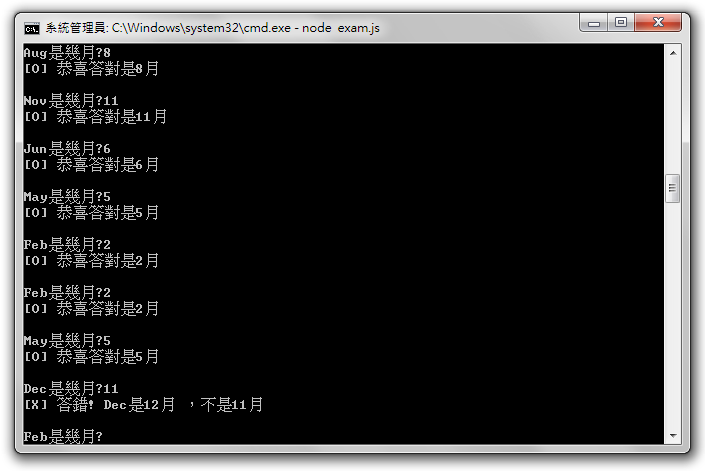 系統管理員: C:\Windows\system32\cmd.exe - node  exam.js
Aug是幾月?8
[O] 恭喜答對是8月
Nov是幾月?11
[O] 恭喜答對是11月
Jun是幾月?6
[O] 恭喜答對是6月
May是幾月?5
[O] 恭喜答對是5月
Feb是幾月?2
[O] 恭喜答對是2月
Feb是幾月?2
[O] 恭喜答對是2月
May是幾月?5
[O] 恭喜答對是5月
Dec是幾月?11
[X] 答錯! Dec是12月 ，不是11月
Feb是幾月?